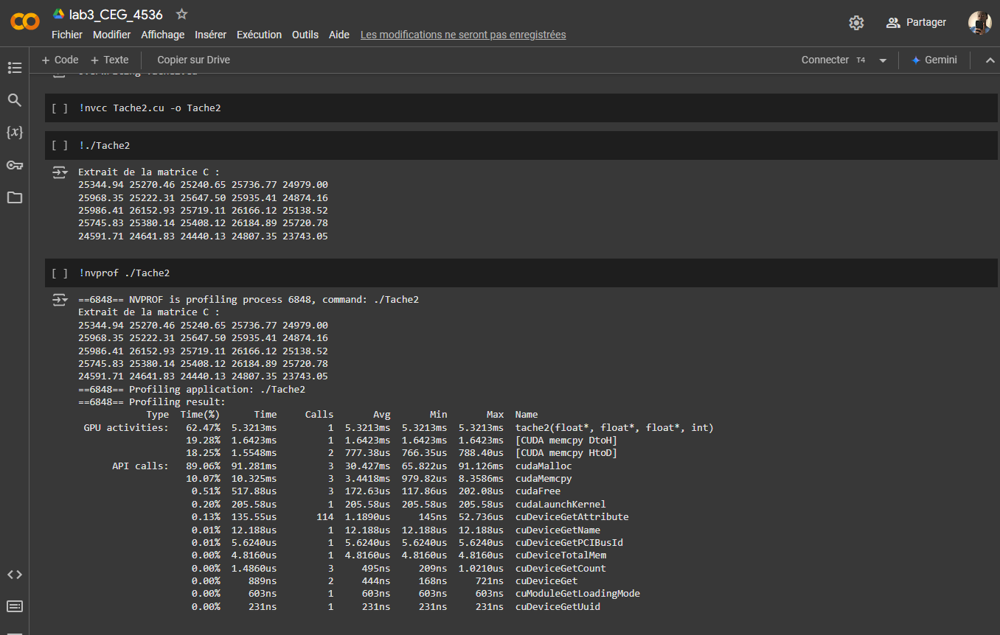 lab3_CEG_4536
Fichier Modifier Affichage Insérer Exécution Outils Aide Les modifications ne seront pas enregistrées
Partager
+ Code + Texte Copier sur Drive
Connecter T4 Gemini
[ ] !nvcc Tache2.cu -o Tache2
[ ] !./Tache2
Extrait de la matrice C :
25344.94 25270.46 25240.65 25736.77 24979.00
25968.35 25222.31 25647.50 25935.41 24874.16
25986.41 26152.93 25719.11 26166.12 25138.52
25745.83 25380.14 25408.12 26184.89 25720.78
24591.71 24641.83 24440.13 24807.35 23743.05
[ ] !nvprof ./Tache2
==6848== NVPROF is profiling process 6848, command: ./Tache2
Extrait de la matrice C :
25344.94 25270.46 25240.65 25736.77 24979.00
25968.35 25222.31 25647.50 25935.41 24874.16
25986.41 26152.93 25719.11 26166.12 25138.52
25745.83 25380.14 25408.12 26184.89 25720.78
24591.71 24641.83 24440.13 24807.35 23743.05
==6848== Profiling application: ./Tache2
==6848== Profiling result:
Type Time(%) Time Calls Avg Min Max Name
GPU activities: 62.47% 5.3213ms 1 5.3213ms 5.3213ms 5.3213ms tache2(float*, float*, float*, int)
19.28% 1.6423ms 1 1.6423ms 1.6423ms 1.6423ms [CUDA memcpy DtoH]
18.25% 1.5548ms 2 777.38us 766.35us 788.40us [CUDA memcpy HtoD]
API calls: 89.06% 91.281ms 3 30.427ms 65.822us 91.126ms cudaMalloc
10.07% 10.325ms 3 3.4418ms 979.82us 8.3586ms cudaMemcpy
0.51% 517.88us 3 172.63us 117.86us 202.08us cudaFree
0.20% 205.58us 1 205.58us 205.58us 205.58us cudaLaunchKernel
0.13% 135.55us 114 1.1890us 145ns 52.736us cuDeviceGetAttribute
0.01% 12.188us 1 12.188us 12.188us 12.188us cuDeviceGetName
0.01% 5.6240us 1 5.6240us 5.6240us 5.6240us cuDeviceGetPCIBusId
0.00% 4.8160us 1 4.8160us 4.8160us 4.8160us cuDeviceTotalMem
0.00% 1.4860us 3 495ns 209ns 1.0210us cuDeviceGetCount
0.00% 889ns 2 444ns 168ns 721ns cuDeviceGet
0.00% 603ns 1 603ns 603ns 603ns cuModuleGetLoadingMode
0.00% 231ns 1 231ns 231ns 231ns cuDeviceGetUuid